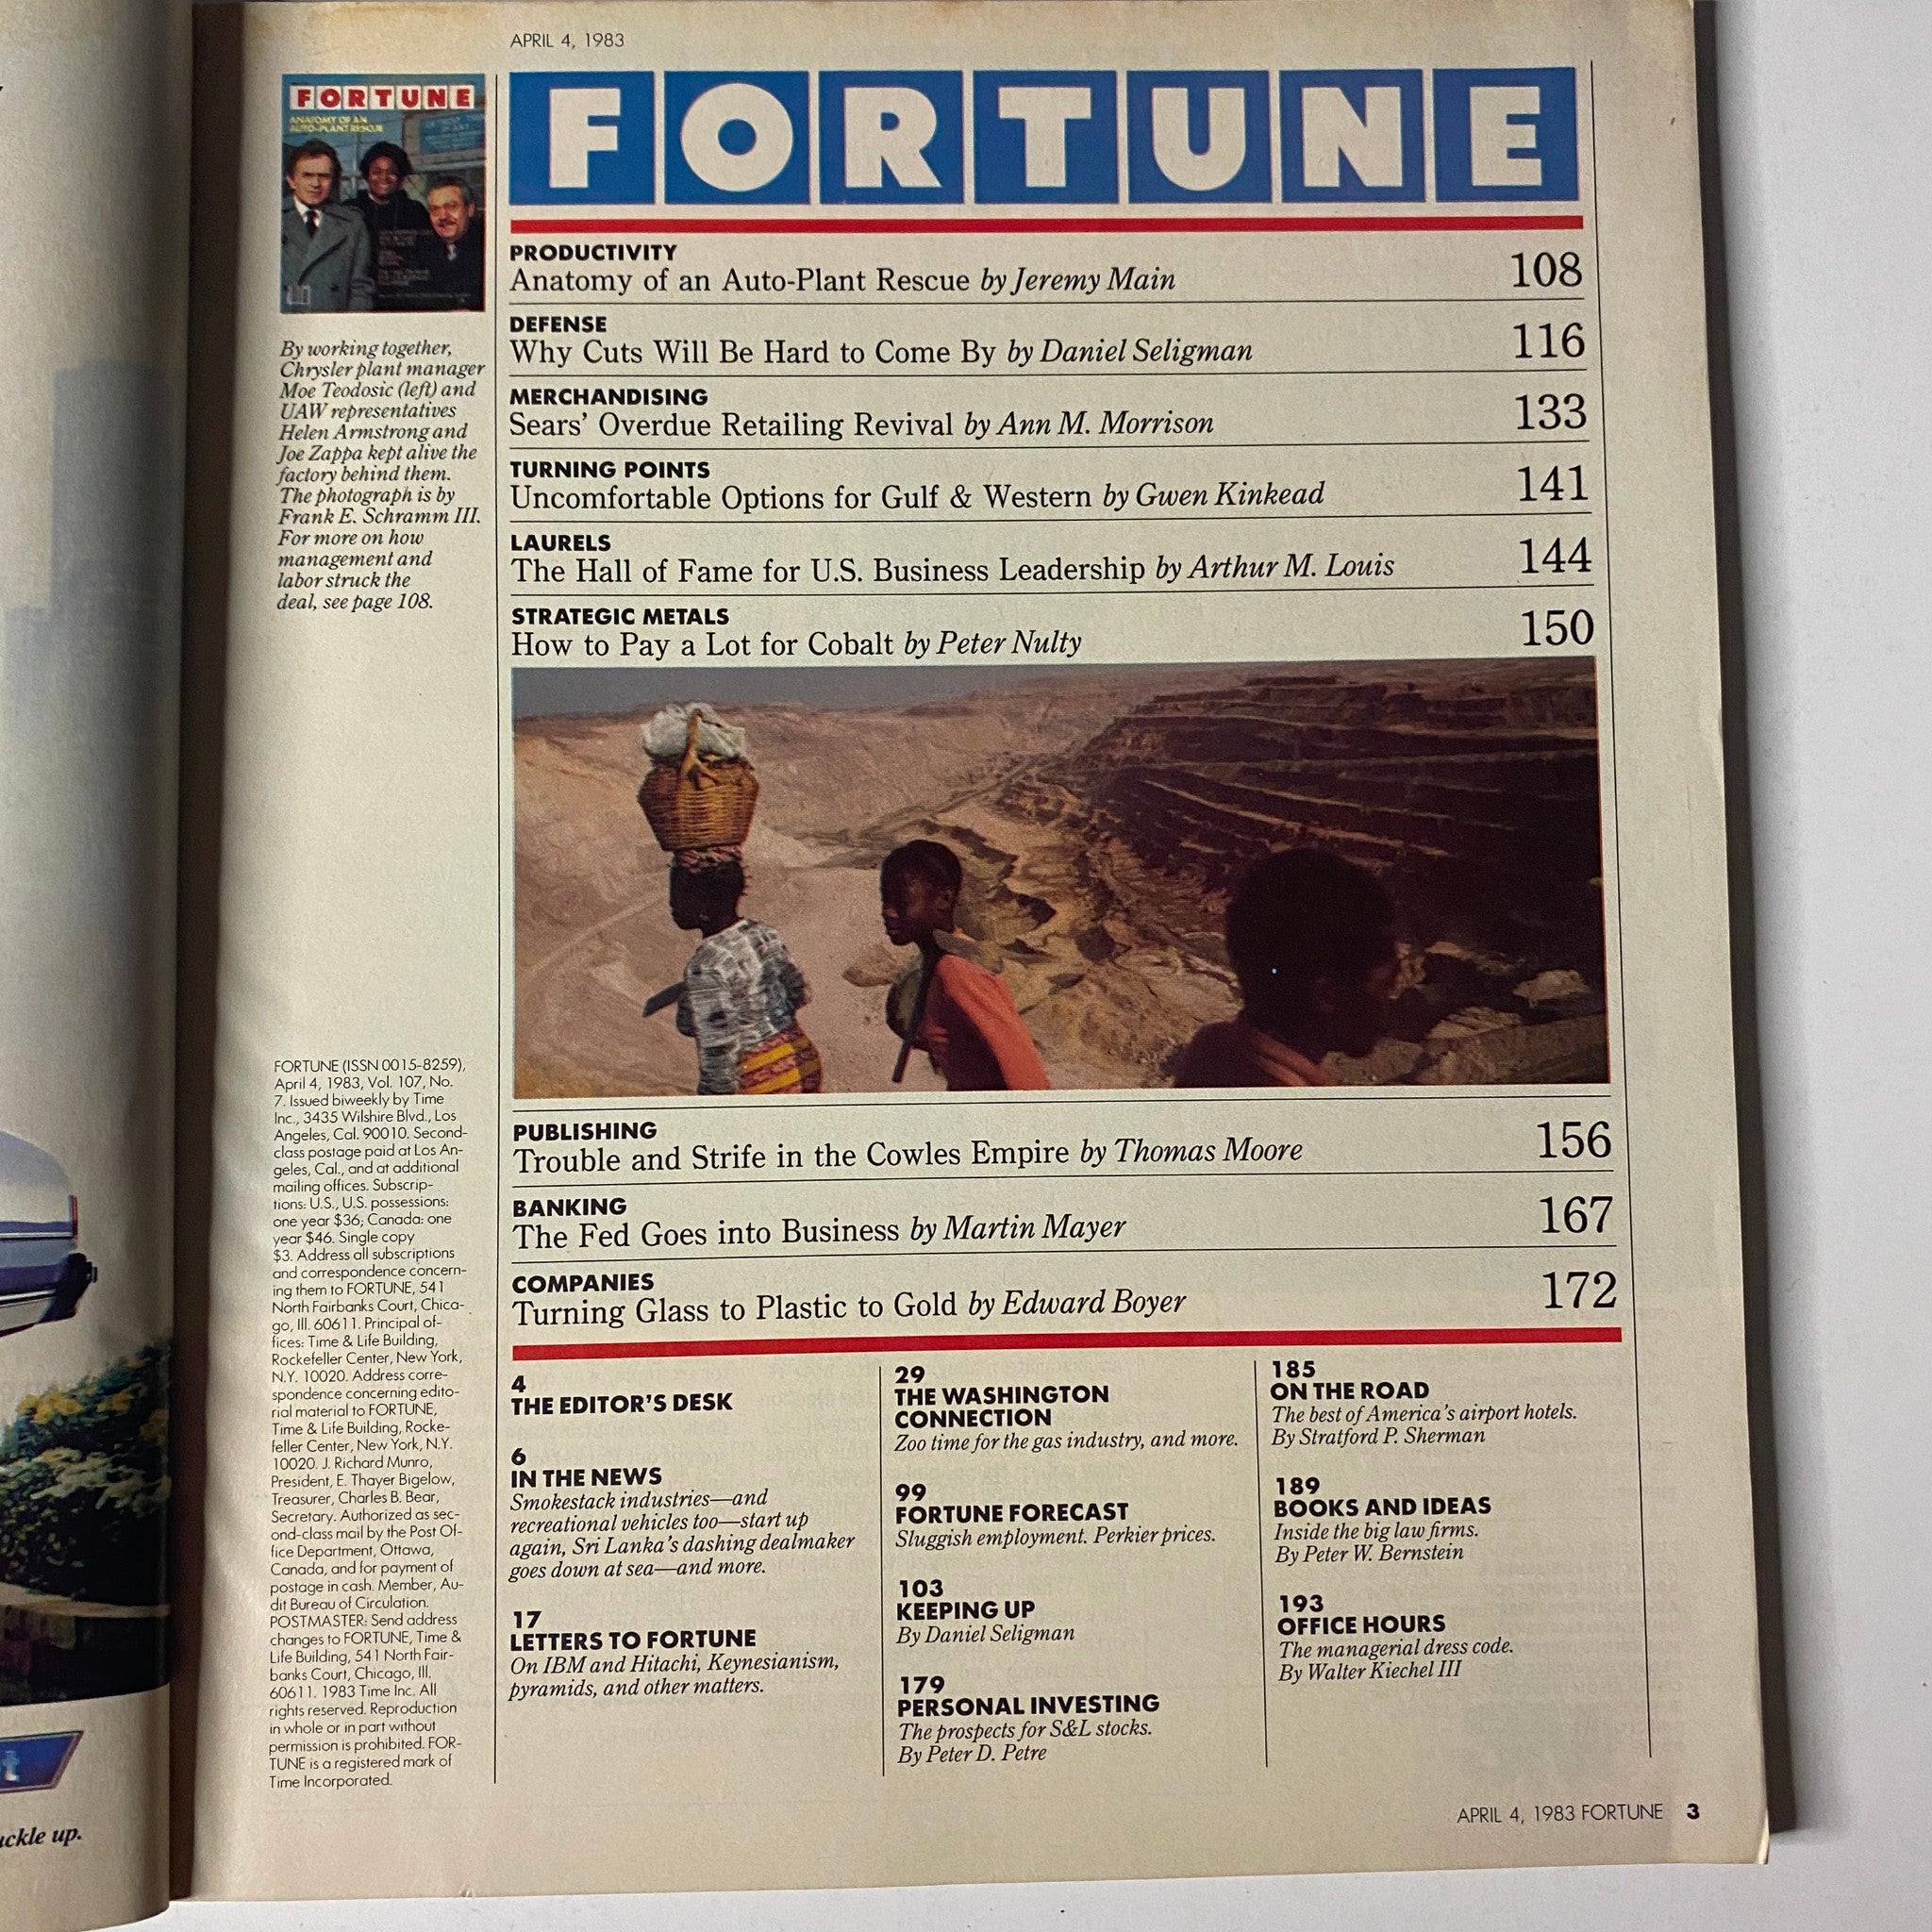 APRIL 4, 1983
FORTUNE
ANATOMY OF AN
AUTO-PLANT RESCUE
By working together,
Chrysler plant manager
Moe Teodosic (left) and
UAW representatives
Helen Armstrong and
Joe Zappa kept alive the
factory behind them.
The photograph is by
Frank E. Schramm III.
For more on how
management and
labor struck the
deal, see page 108.
FORTUNE (ISSN 0015-8259),
April 4, 1983, Vol. 107, No.
7. Issued biweekly by Time
Inc., 3435 Wilshire Blvd., Los
Angeles, Cal. 90010. Second-
class postage paid at Los An-
geles, Cal., and at additional
mailing offices. Subscrip-
tions: U.S., U.S. possessions:
one year $36; Canada: one
year $46. Single copy
$3. Address all subscriptions
and correspondence concern-
ing them to FORTUNE, 541
North Fairbanks Court, Chica-
go, Ill. 60611. Principal of-
fices: Time & Life Building,
Rockefeller Center, New York,
N.Y. 10020. Address corre-
spondence concerning edito-
rial material to FORTUNE,
Time & Life Building, Rocke-
feller Center, New York, N.Y.
10020. J. Richard Munro,
President, E. Thayer Bigelow,
Treasurer, Charles B. Bear,
Secretary. Authorized as sec-
ond-class mail by the Post Of-
fice Department, Ottawa,
Canada, and for payment of
postage in cash. Member, Au-
dit Bureau of Circulation.
POSTMASTER: Send address
changes to FORTUNE, Time &
Life Building, 541 North Fair-
banks Court, Chicago, Ill.
60611. 1983 Time Inc. All
rights reserved. Reproduction
in whole or in part without
permission is prohibited. FOR-
TUNE is a registered mark of
Time Incorporated.
FORTUNE
PRODUCTIVITY
Anatomy of an Auto-Plant Rescue by Jeremy Main 108
DEFENSE
Why Cuts Will Be Hard to Come By by Daniel Seligman 116
MERCHANDISING
Sears' Overdue Retailing Revival by Ann M. Morrison 133
TURNING POINTS
Uncomfortable Options for Gulf & Western by Gwen Kinkead 141
LAURELS
The Hall of Fame for U.S. Business Leadership by Arthur M. Louis 144
STRATEGIC METALS
How to Pay a Lot for Cobalt by Peter Nulty 150
PUBLISHING
Trouble and Strife in the Cowles Empire by Thomas Moore 156
BANKING
The Fed Goes into Business by Martin Mayer 167
COMPANIES
Turning Glass to Plastic to Gold by Edward Boyer 172
4
THE EDITOR'S DESK
6
IN THE NEWS
Smokestack industries—and
recreational vehicles too—start up
again, Sri Lanka's dashing dealmaker
goes down at sea—and more.
17
LETTERS TO FORTUNE
On IBM and Hitachi, Keynesianism,
pyramids, and other matters.
29
THE WASHINGTON
CONNECTION
Zoo time for the gas industry, and more.
99
FORTUNE FORECAST
Sluggish employment. Perkier prices.
103
KEEPING UP
By Daniel Seligman
179
PERSONAL INVESTING
The prospects for S&L stocks.
By Peter D. Petre
185
ON THE ROAD
The best of America's airport hotels.
By Stratford P. Sherman
189
BOOKS AND IDEAS
Inside the big law firms.
By Peter W. Bernstein
193
OFFICE HOURS
The managerial dress code.
By Walter Kiechel III
APRIL 4, 1983 FORTUNE 3
up.